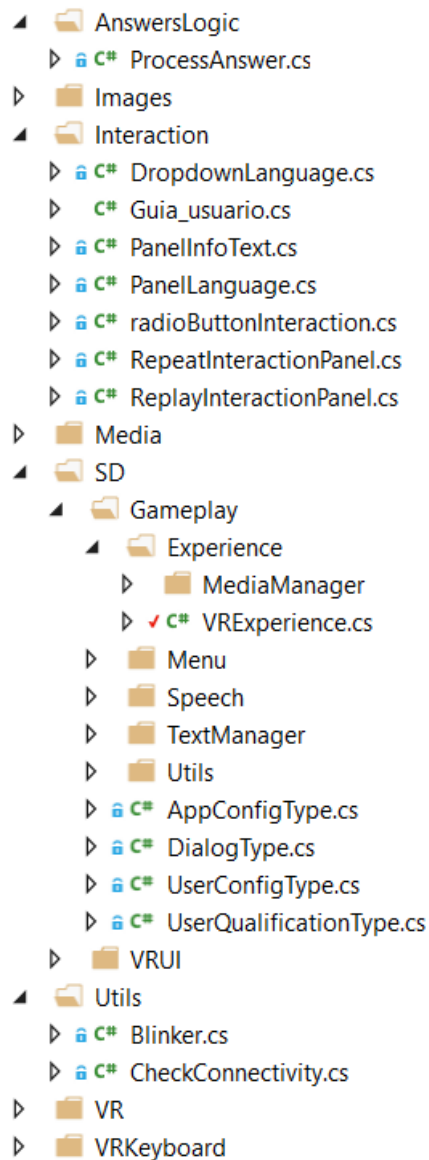 AnswersLogic
C# ProcessAnswer.cs
Images
Interaction
C# DropdownLanguage.cs
C# Guia_usuario.cs
C# PanelInfoText.cs
C# PanelLanguage.cs
C# radioButtonInteraction.cs
C# RepeatInteractionPanel.cs
C# ReplayInteractionPanel.cs
Media
SD
Gameplay
Experience
MediaManager
C# VRExperience.cs
Menu
Speech
TextManager
Utils
C# AppConfigType.cs
C# DialogType.cs
C# UserConfigType.cs
C# UserQualificationType.cs
VRUI
Utils
C# Blinker.cs
C# CheckConnectivity.cs
VR
VRKeyboard